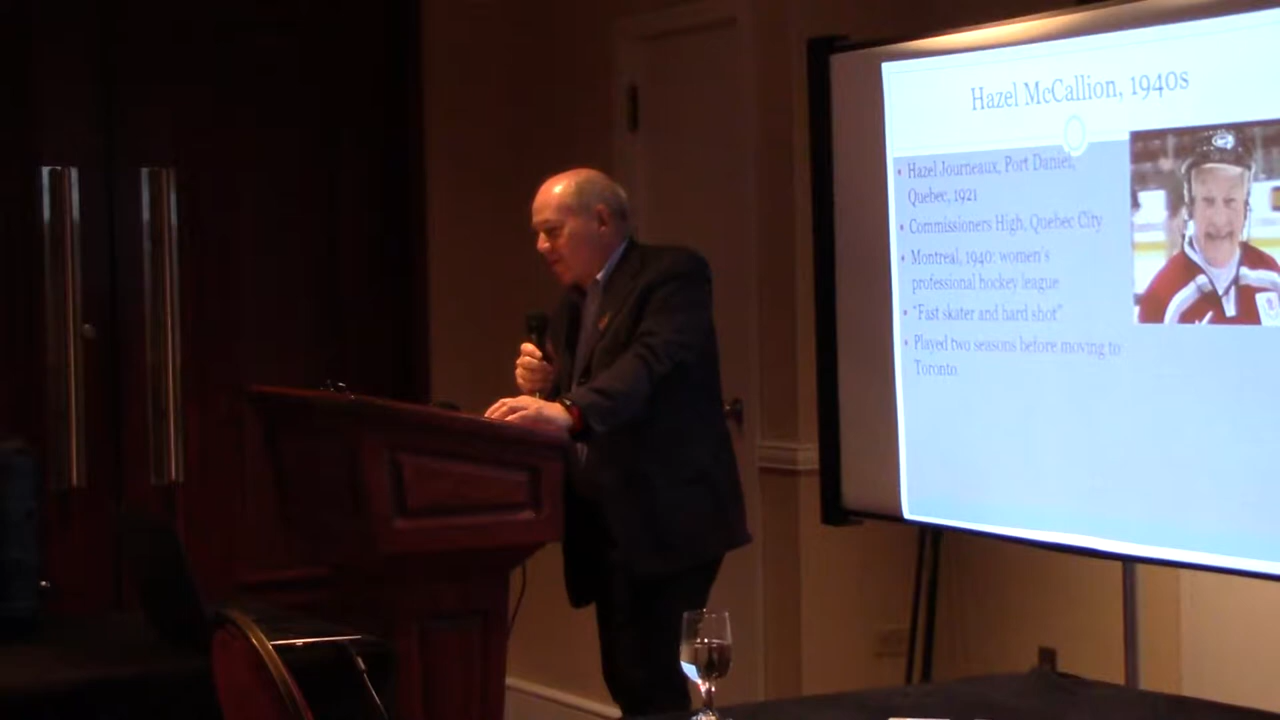 Hazel McCallion, 1940s
• Hazel Journeaux, Port Daniel,
Quebec, 1921
• Commissioners High, Quebec City
• Montreal, 1940: women's
professional hockey league
• "Fast skater and hard shot"
• Played two seasons before moving to
Toronto